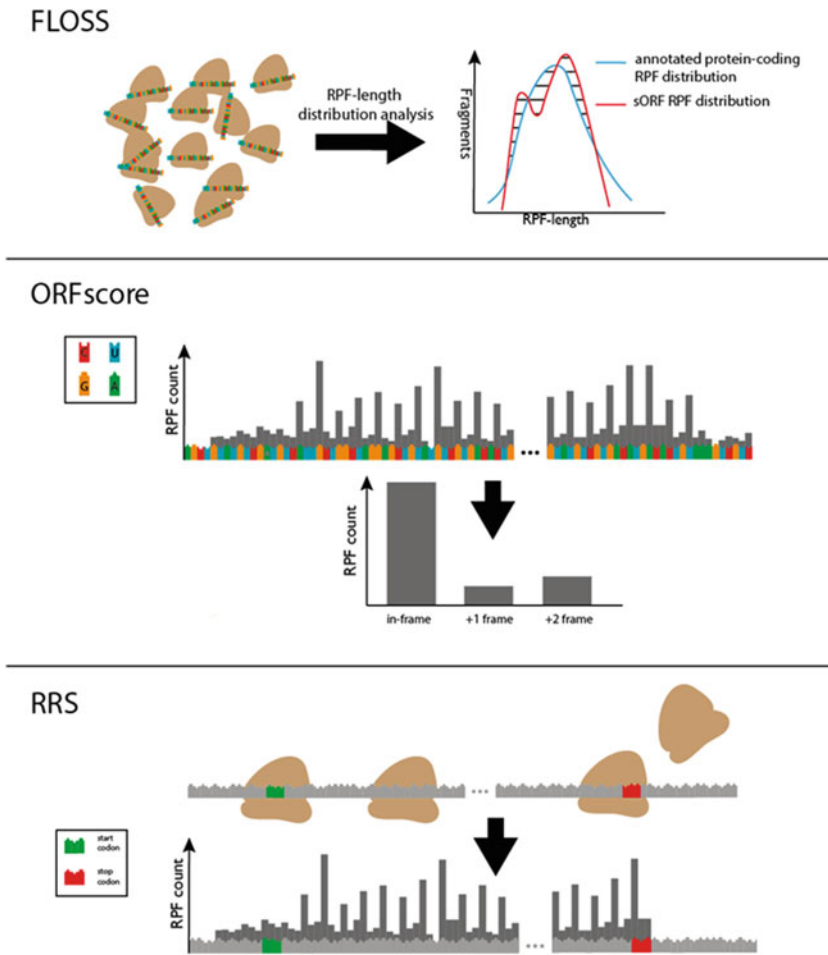 FLOSS
RPF-length
distribution analysis
Fragments
RPF-length
annotated protein-coding
RPF distribution
sORF RPF distribution
ORFscore
C U
G A
RPF count
...
RPF count
in-frame +1 frame +2 frame
RRS
...
start
codon
stop
codon
RPF count
...